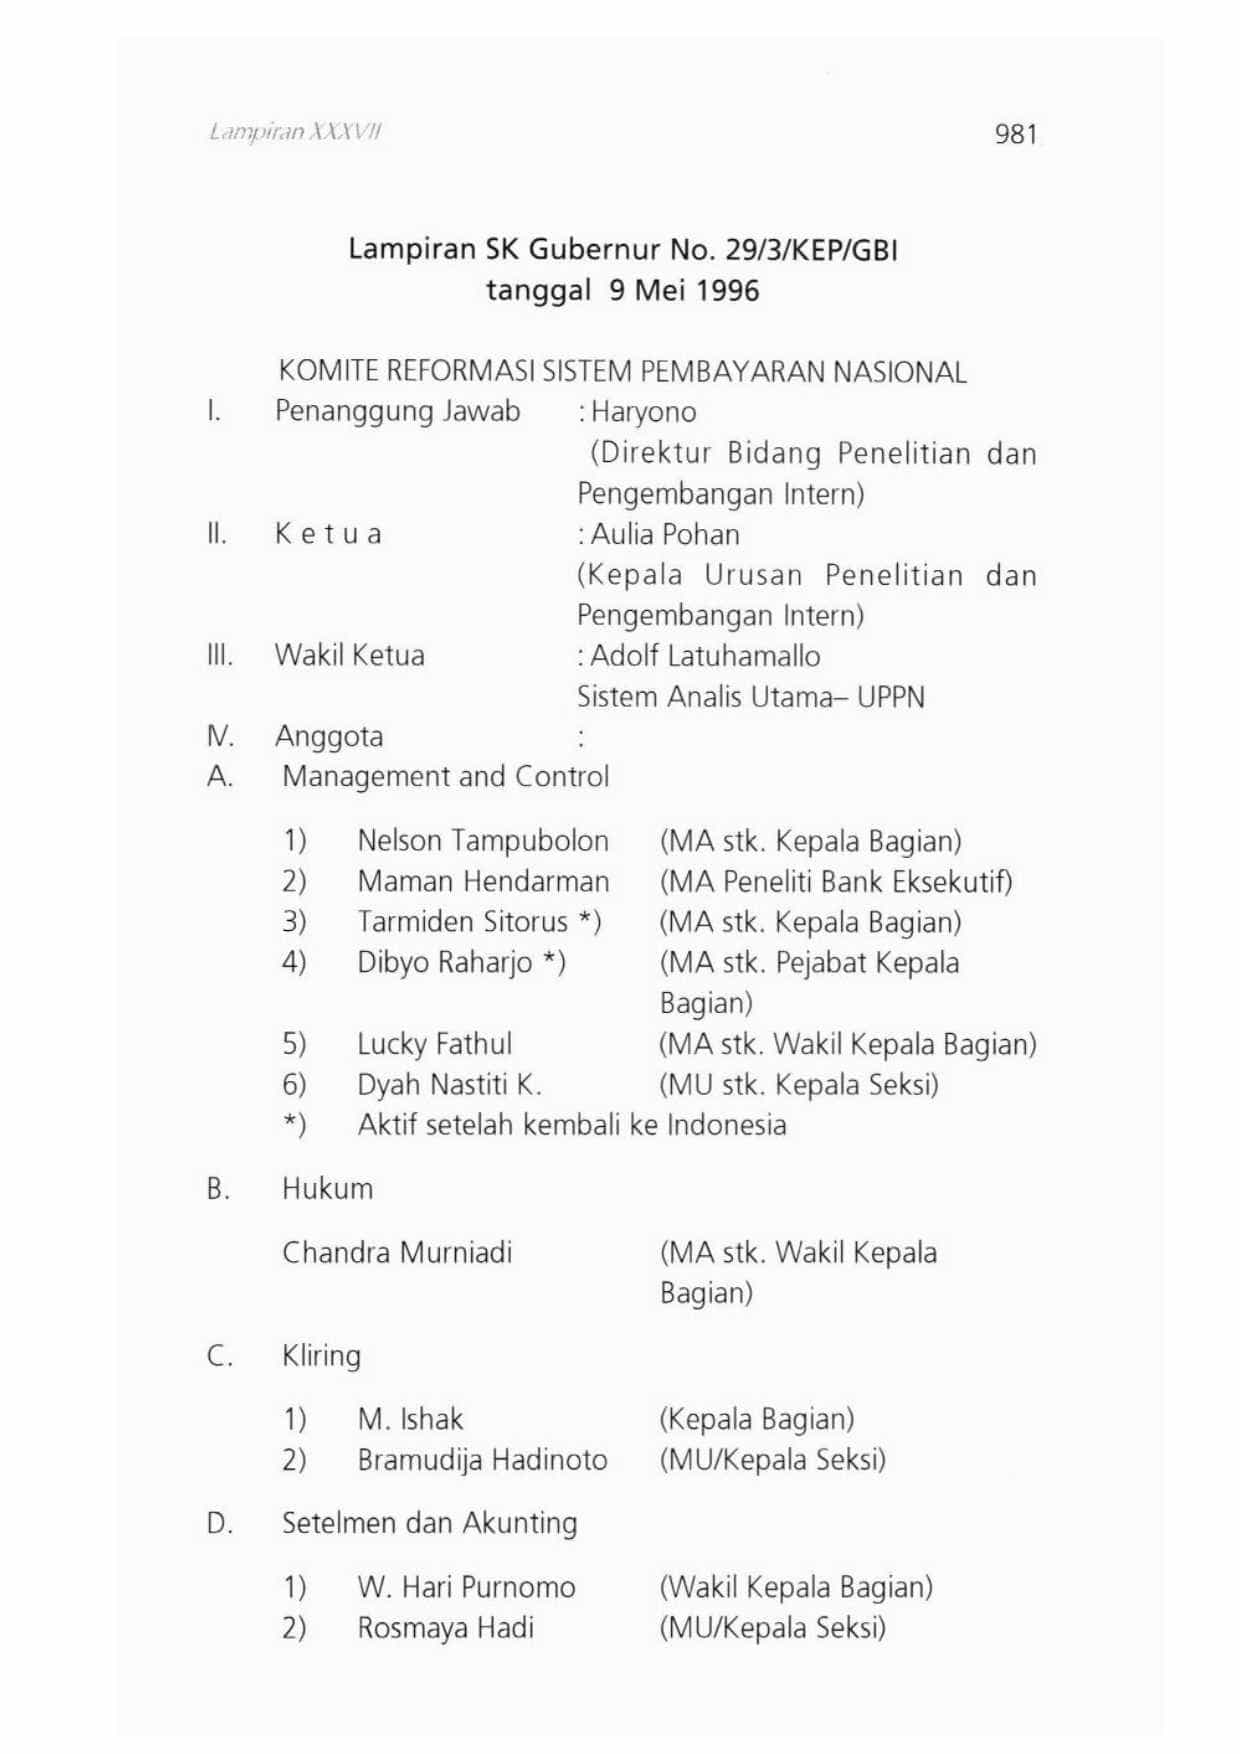 Lampiran XXXVII 981
Lampiran SK Gubernur No. 29/3/KEP/GBI
tanggal 9 Mei 1996
KOMITE REFORMASI SISTEM PEMBAYARAN NASIONAL
I. Penanggung Jawab : Haryono
(Direktur Bidang Penelitian dan
Pengembangan Intern)
II. K e t u a : Aulia Pohan
(Kepala Urusan Penelitian dan
Pengembangan Intern)
III. Wakil Ketua : Adolf Latuhamallo
Sistem Analis Utama– UPPN
IV. Anggota :
A. Management and Control
1) Nelson Tampubolon (MA stk. Kepala Bagian)
2) Maman Hendarman (MA Peneliti Bank Eksekutif)
3) Tarmiden Sitorus *) (MA stk. Kepala Bagian)
4) Dibyo Raharjo *) (MA stk. Pejabat Kepala
Bagian)
5) Lucky Fathul (MA stk. Wakil Kepala Bagian)
6) Dyah Nastiti K. (MU stk. Kepala Seksi)
*) Aktif setelah kembali ke Indonesia
B. Hukum
Chandra Murniadi (MA stk. Wakil Kepala
Bagian)
C. Kliring
1) M. Ishak (Kepala Bagian)
2) Bramudija Hadinoto (MU/Kepala Seksi)
D. Setelmen dan Akunting
1) W. Hari Purnomo (Wakil Kepala Bagian)
2) Rosmaya Hadi (MU/Kepala Seksi)